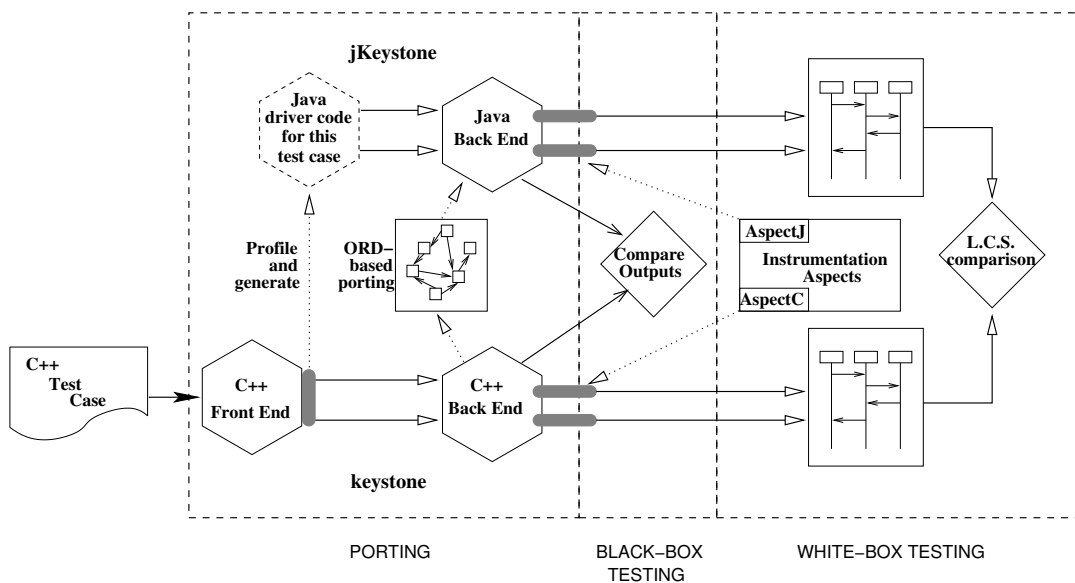 jKeystone
Java
driver code
for this
test case
Java
Back End
Profile
and
generate
ORD−
based
porting
Compare
Outputs
AspectJ
Instrumentation
Aspects
AspectC
L.C.S.
comparison
C++
Test
Case
C++
Front End
C++
Back End
keystone
PORTING
BLACK−BOX
TESTING
WHITE−BOX TESTING